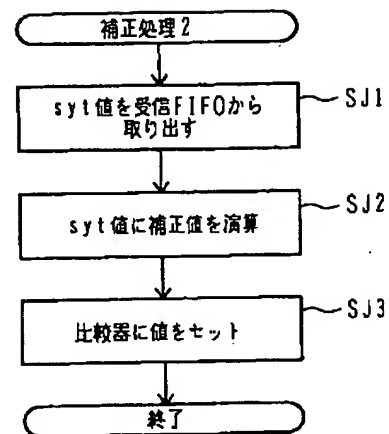 補正処理2
syt値を受信FIFOから
取り出す
SJ1
syt値に補正値を演算
SJ2
比較器に値をセット
SJ3
終了